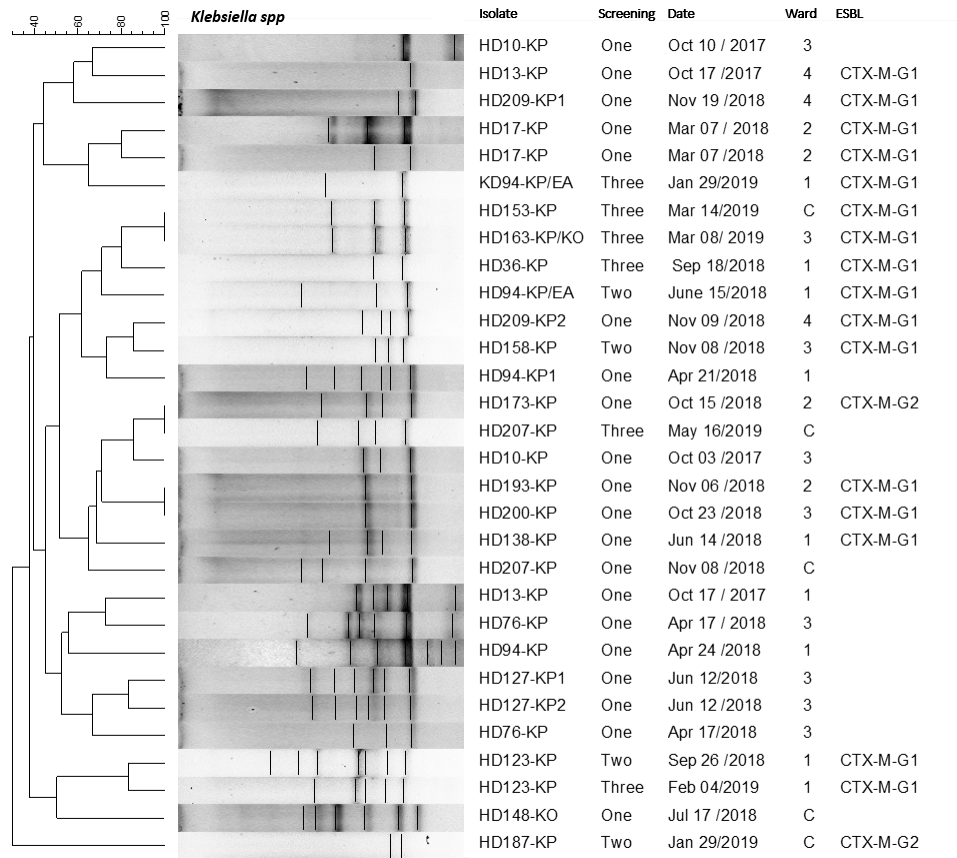 Klebsiella spp Isolate Screening Date Ward ESBL
40 60 80 100
HD10-KP One Oct 10 / 2017 3
HD13-KP One Oct 17/2017 4 CTX-M-G1
HD209-KP1 One Nov 19 /2018 4 CTX-M-G1
HD17-KP One Mar 07 / 2018 2 CTX-M-G1
HD17-KP One Mar 07 /2018 2 CTX-M-G1
KD94-KP/EA Three Jan 29/2019 1 CTX-M-G1
HD153-KP Three Mar 14/2019 C CTX-M-G1
HD163-KP/KO Three Mar 08/ 2019 3 CTX-M-G1
HD36-KP Three Sep 18/2018 1 CTX-M-G1
HD94-KP/EA Two June 15/2018 1 CTX-M-G1
HD209-KP2 One Nov 09 /2018 4 CTX-M-G1
HD158-KP Two Nov 08 /2018 3 CTX-M-G1
HD94-KP1 One Apr 21/2018 1
HD173-KP One Oct 15 /2018 2 CTX-M-G2
HD207-KP Three May 16/2019 C
HD10-KP One Oct 03 /2017 3
HD193-KP One Nov 06 /2018 2 CTX-M-G1
HD200-KP One Oct 23 /2018 3 CTX-M-G1
HD138-KP One Jun 14 /2018 1 CTX-M-G1
HD207-KP One Nov 08 /2018 C
HD13-KP One Oct 17 /2017 1
HD76-KP One Apr 17 / 2018 3
HD94-KP One Apr 24 /2018 1
HD127-KP1 One Jun 12/2018 3
HD127-KP2 One Jun 12 /2018 3
HD76-KP One Apr 17/2018 3
HD123-KP Two Sep 26 /2018 1 CTX-M-G1
HD123-KP Three Feb 04/2019 1 CTX-M-G1
HD148-KO One Jul 17 /2018 C
HD187-KP Two Jan 29/2019 C CTX-M-G2